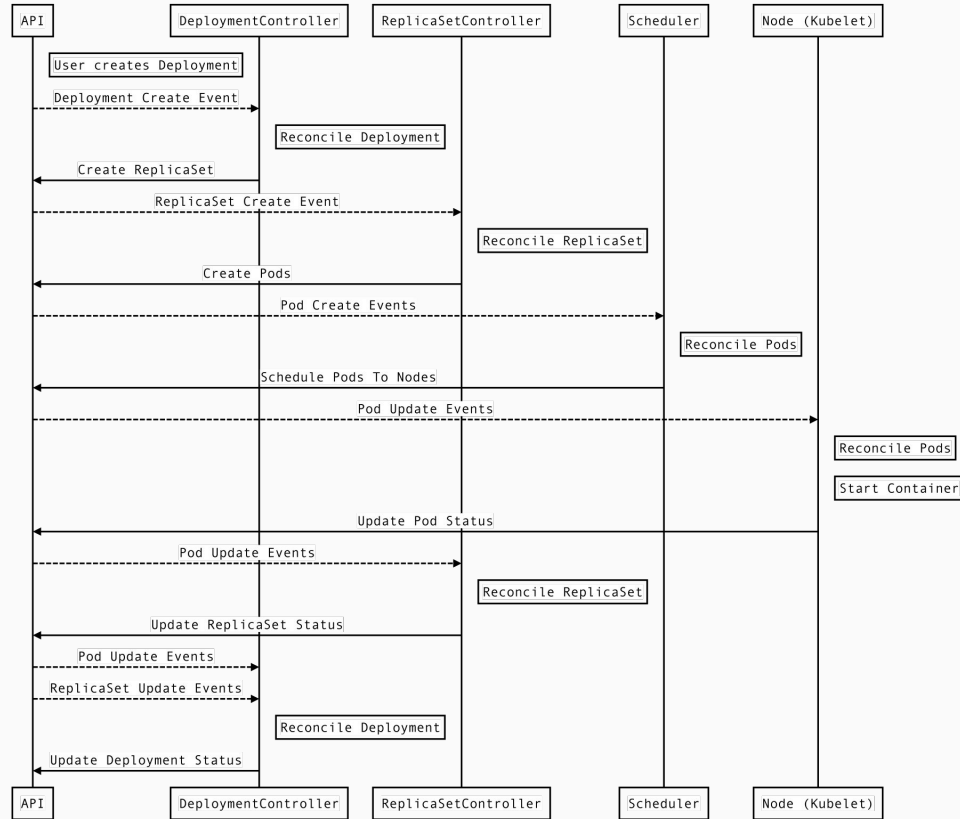 API
DeploymentController
ReplicaSetController
Scheduler
Node (Kubelet)
User creates Deployment
Deployment Create Event
Reconcile Deployment
Create ReplicaSet
ReplicaSet Create Event
Reconcile ReplicaSet
Create Pods
Pod Create Events
Reconcile Pods
Schedule Pods To Nodes
Pod Update Events
Reconcile Pods
Start Container
Update Pod Status
Pod Update Events
Reconcile ReplicaSet
Update ReplicaSet Status
Pod Update Events
ReplicaSet Update Events
Reconcile Deployment
Update Deployment Status
API
DeploymentController
ReplicaSetController
Scheduler
Node (Kubelet)